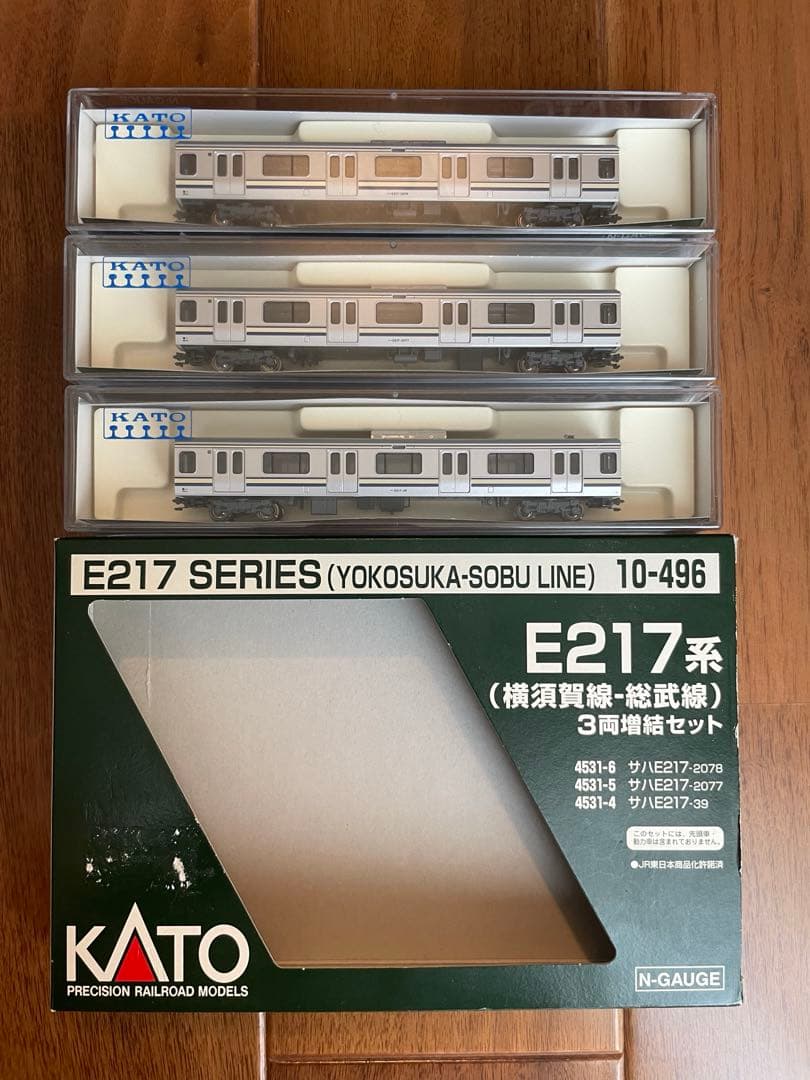 KATO
KATO
KATO
E217 SERIES (YOKOSUKA-SOBU LINE) 10-496
E217系
(横須賀線-総武線)
3両増結セット
4531-6 サハE217-2078
4531-5 サハE217-2077
4531-4 サハE217-39
このセットには、先頭車・
動力車は含まれておりません。
●JR東日本商品化許諾済
KATO
PRECISION RAILROAD MODELS
N-GAUGE